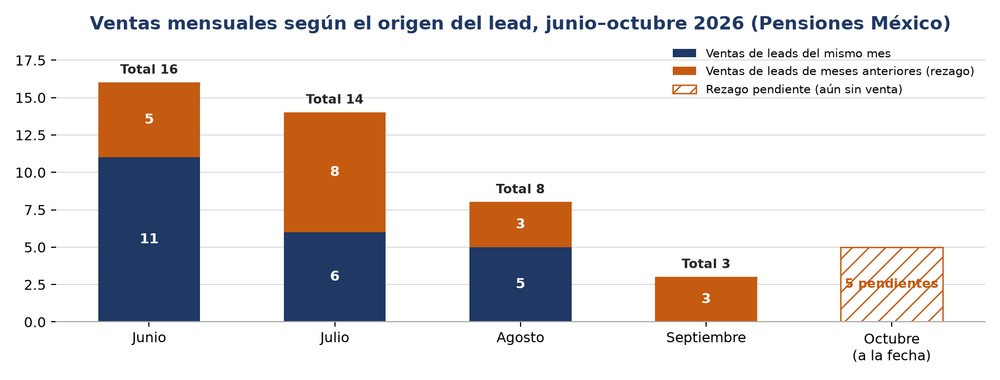 Ventas mensuales según el origen del lead, junio–octubre 2026 (Pensiones México)
Ventas de leads del mismo mes
Ventas de leads de meses anteriores (rezago)
Rezago pendiente (aún sin venta)
17.5
15.0
12.5
10.0
7.5
5.0
2.5
0.0
Total 16
5
11
Total 14
8
6
Total 8
3
5
Total 3
3
5 pendientes
Junio
Julio
Agosto
Septiembre
Octubre
(a la fecha)